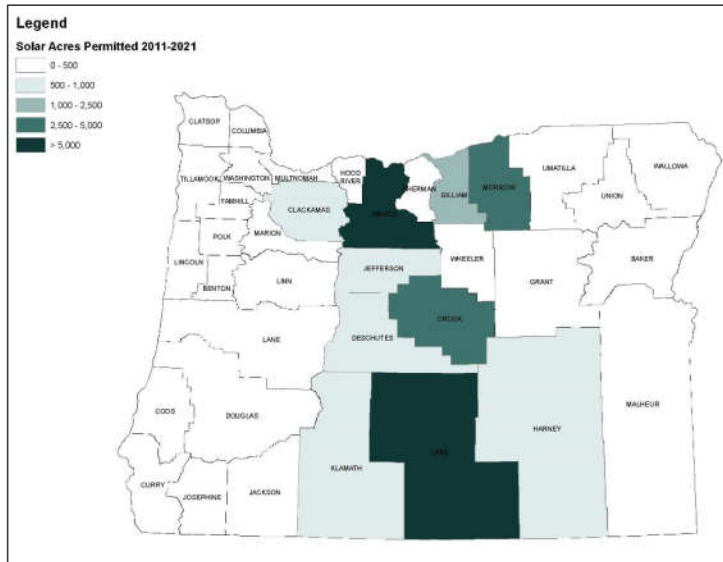 Legend
Solar Acres Permitted 2011-2021
0 - 500
500 - 1,000
1,000 - 2,500
2,500 - 5,000
> 5,000
CLATSOP
COLUMBIA
TILLAMOOK
WASHINGTON
MULTNOMAH
HOOD
RIVER
WASCO
SHERMAN
GILLIAM
MORROW
UMATILLA
WALLOWA
UNION
YAMHILL
CLACKAMAS
POLK
MARION
LINCOLN
BENTON
LINN
JEFFERSON
WHEELER
GRANT
BAKER
CROOK
LANE
DESCHUTES
COOS
DOUGLAS
KLAMATH
LAKE
HARNEY
MALHEUR
CURRY
JOSEPHINE
JACKSON